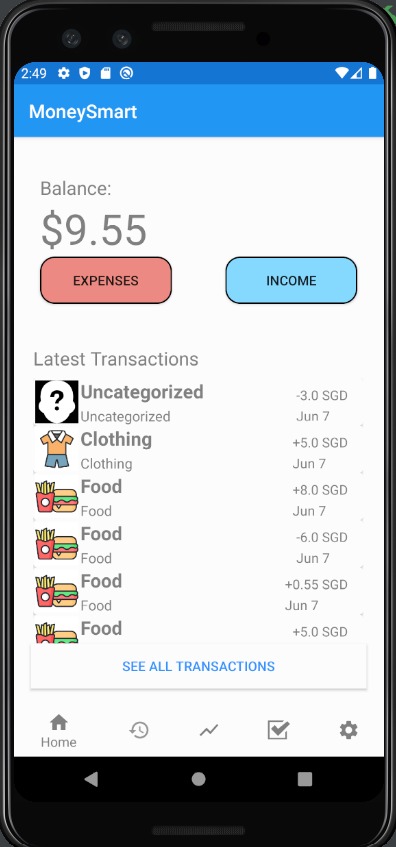 2:49
MoneySmart
Balance:
$9.55
EXPENSES
INCOME
Latest Transactions
Uncategorized
-3.0 SGD
Uncategorized
Jun 7
Clothing
+5.0 SGD
Clothing
Jun 7
Food
+8.0 SGD
Food
Jun 7
Food
-6.0 SGD
Food
Jun 7
Food
+0.55 SGD
Food
Jun 7
Food
+5.0 SGD
SEE ALL TRANSACTIONS
Home